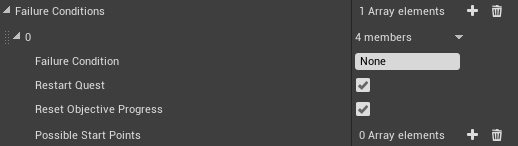 Failure Conditions 1 Array elements
0 4 members
Failure Condition None
Restart Quest
Reset Objective Progress
Possible Start Points 0 Array elements